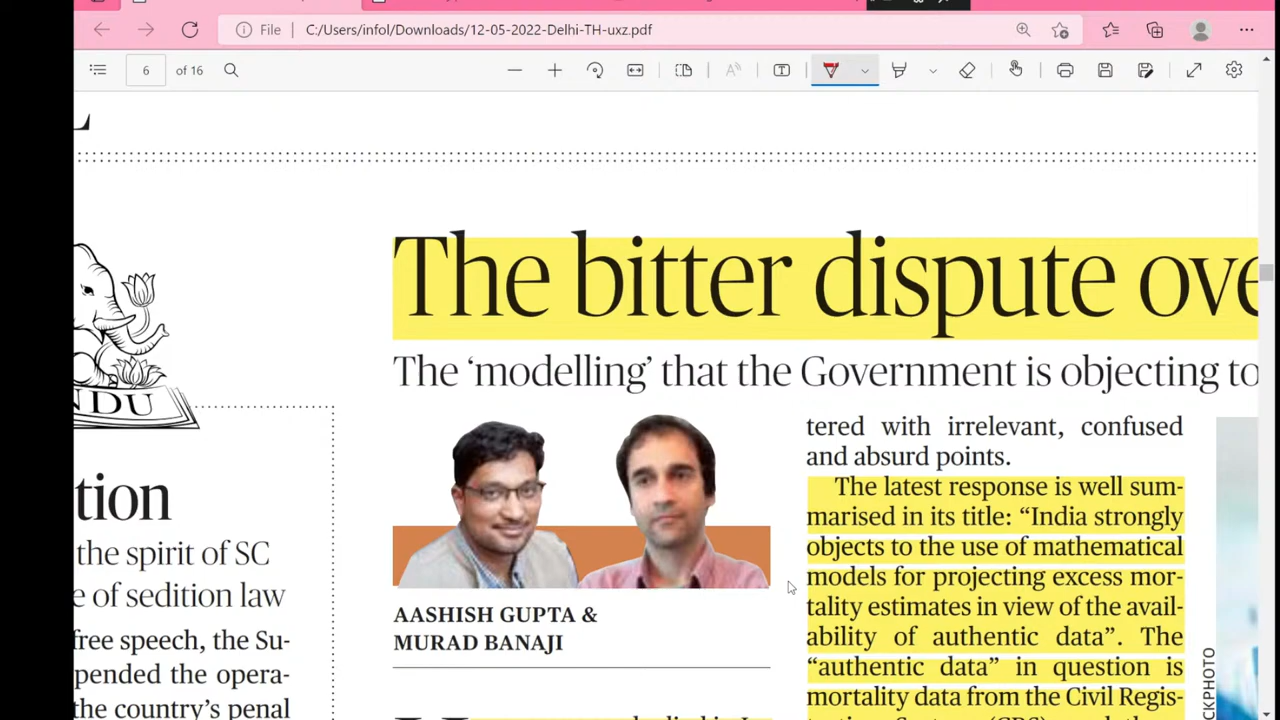 File
C:/Users/infol/Downloads/12-05-2022-Delhi-TH-uxz.pdf
6 of 16
The bitter dispute ove
The ‘modelling’ that the Government is objecting to
NDU
tion
the spirit of SC
e of sedition law
free speech, the Su-
pended the opera-
the country’s penal
AASHISH GUPTA &
MURAD BANAJI
tered with irrelevant, confused
and absurd points.
The latest response is well sum-
marised in its title: “India strongly
objects to the use of mathematical
models for projecting excess mor-
tality estimates in view of the avail-
ability of authentic data”. The
“authentic data” in question is
mortality data from the Civil Regis-
CKPHOTO